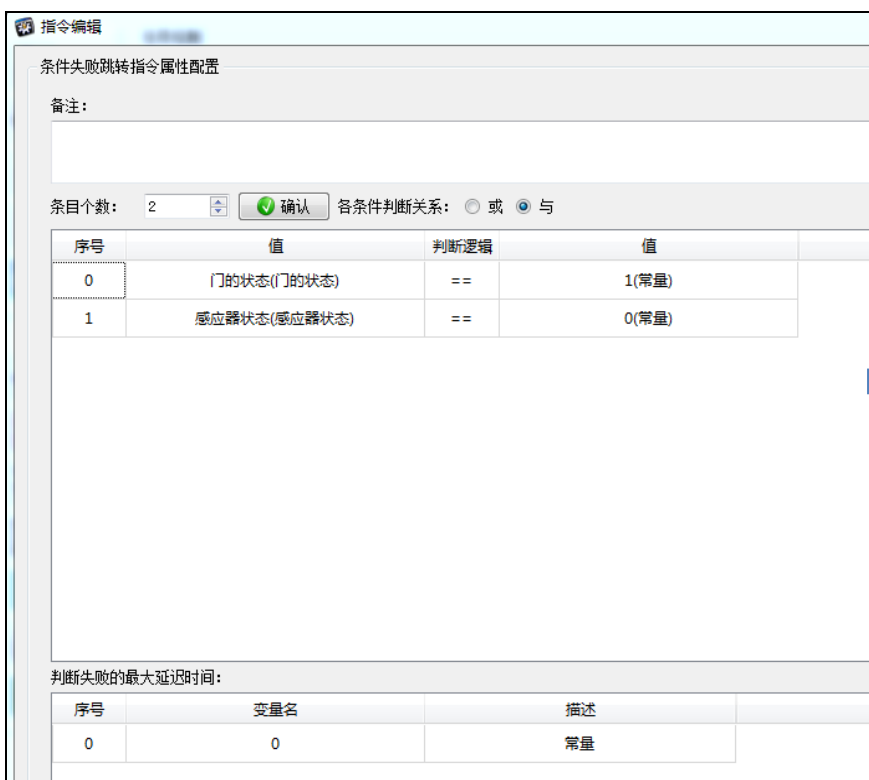 指令编辑
条件失败跳转指令属性配置
备注：
条目个数： 2 确认 各条件判断关系： 或 与
序号 值 判断逻辑 值
0 门的状态(门的状态) == 1(常量)
1 感应器状态(感应器状态) == 0(常量)
判断失败的最大延迟时间：
序号 变量名 描述
0 0 常量